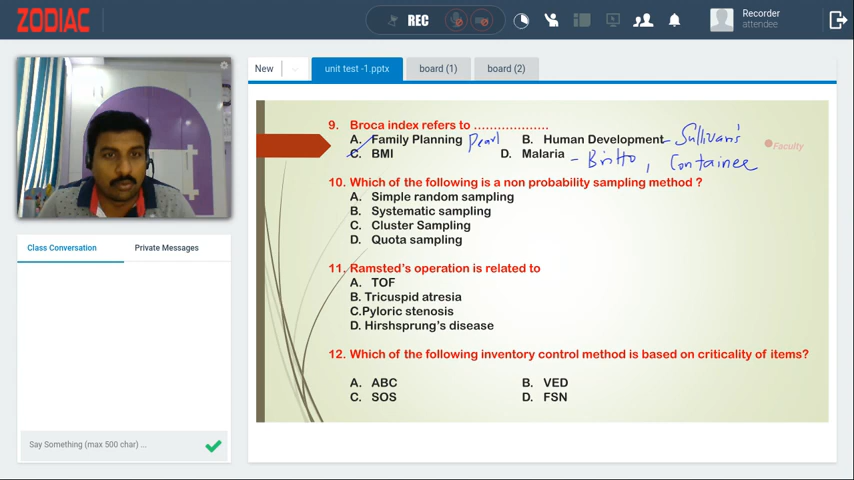 ZODIAC
REC
Recorder
attendee
New
unit test -1.pptx
board (1)
board (2)
9. Broca index refers to ...................
A. Family Planning Pearl B. Human Development - Sullivan's
C. BMI D. Malaria - Britto, Container
Faculty
10. Which of the following is a non probability sampling method ?
A. Simple random sampling
B. Systematic sampling
C. Cluster Sampling
D. Quota sampling
11. Ramsted's operation is related to
A. TOF
B. Tricuspid atresia
C.Pyloric stenosis
D. Hirshsprung's disease
12. Which of the following inventory control method is based on criticality of items?
A. ABC B. VED
C. SOS D. FSN
Class Conversation
Private Messages
Say Something (max 500 char) ...